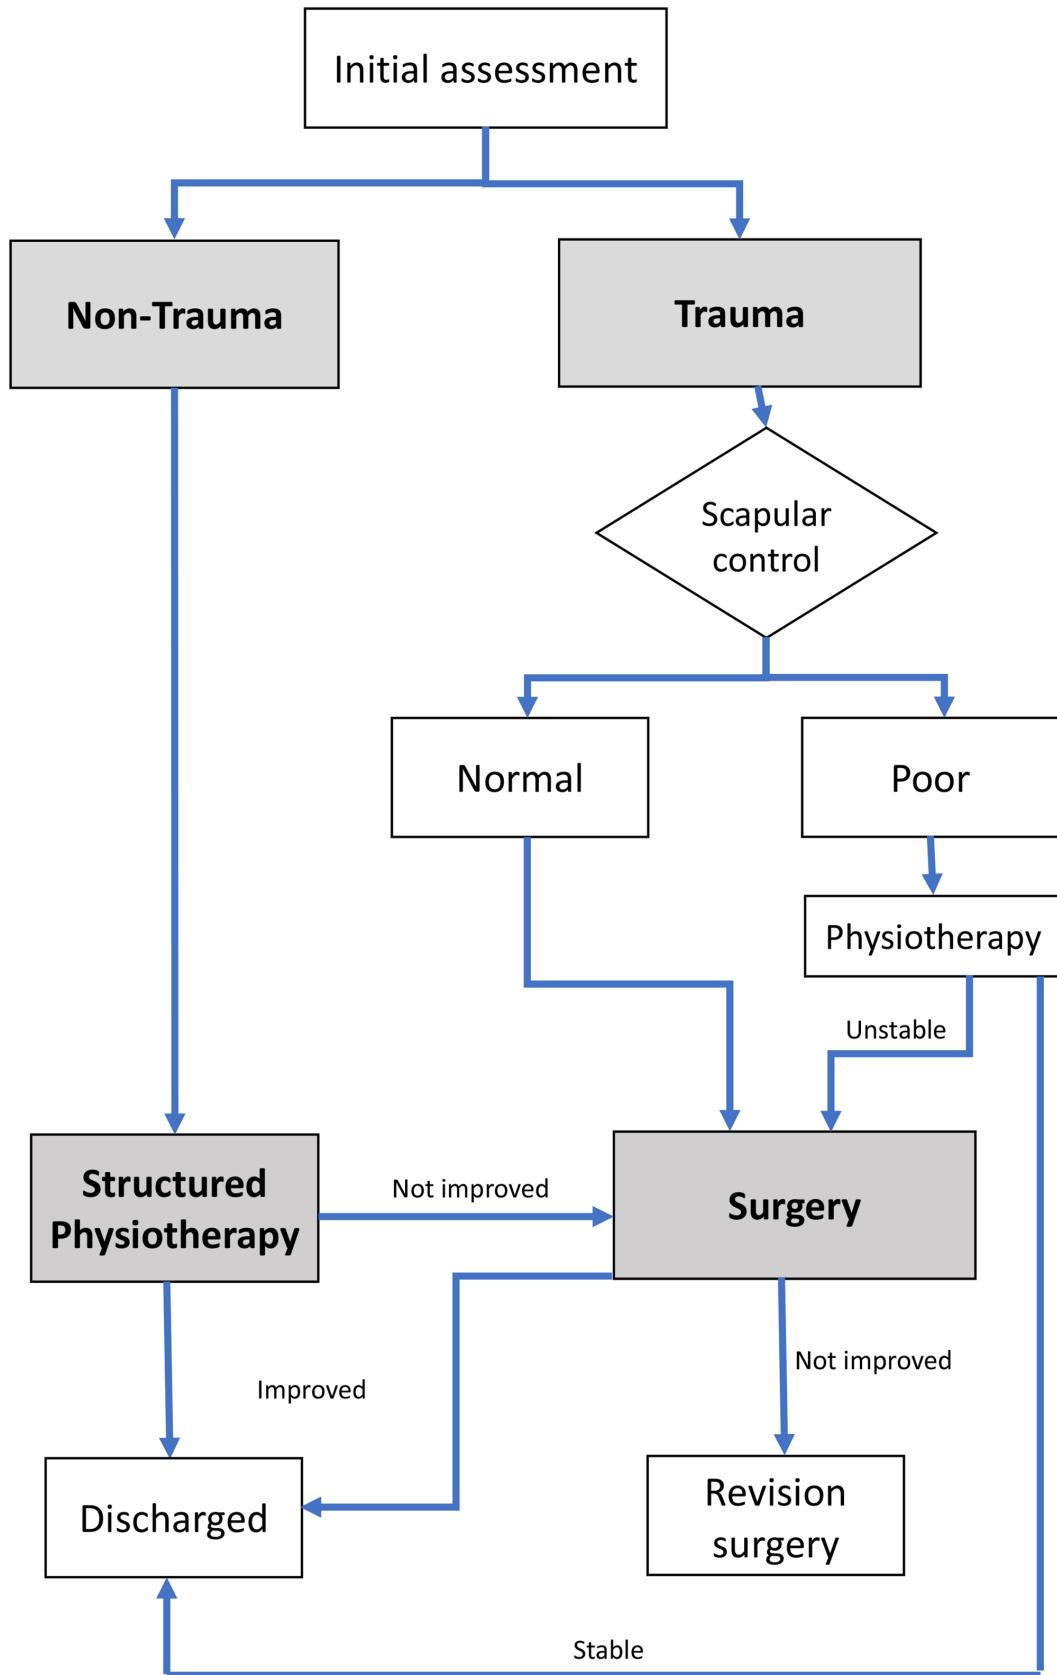 Initial assessment
Non-Trauma
Trauma
Scapular
control
Normal
Poor
Physiotherapy
Unstable
Structured
Physiotherapy
Not improved
Surgery
Not improved
Improved
Discharged
Revision
surgery
Stable